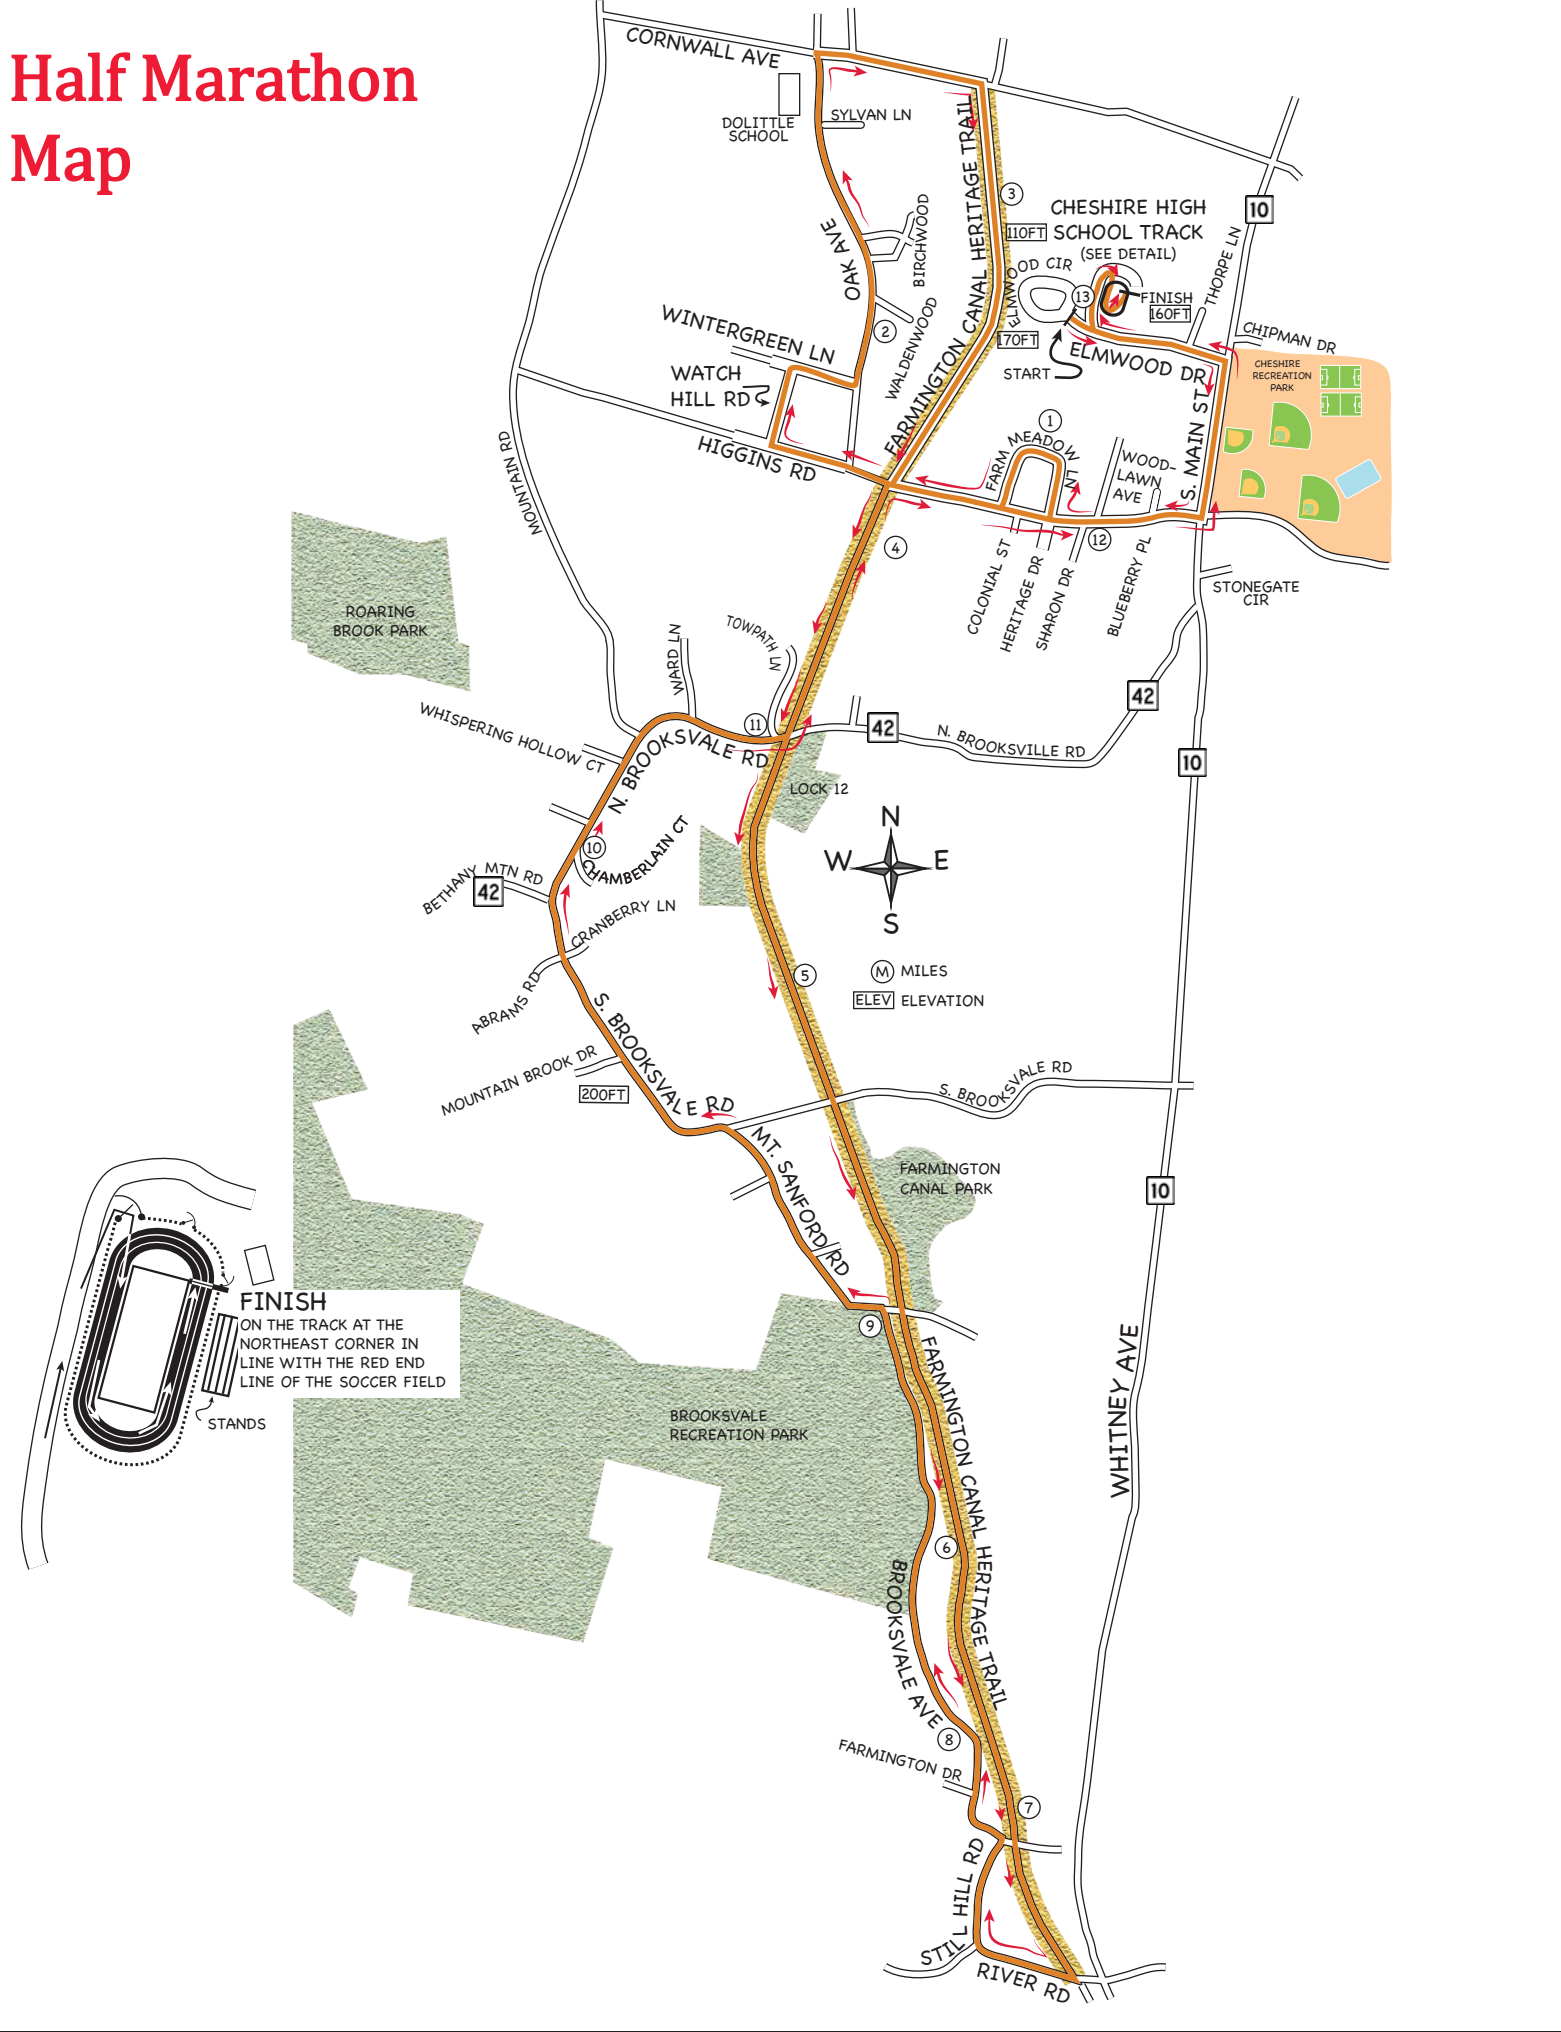 Half Marathon
Map
CORNWALL AVE
DOLITTLE
SCHOOL
SYLVAN LN
FARMINGTON CANAL HERITAGE TRAIL
3
110FT
CHESHIRE HIGH
SCHOOL TRACK
(SEE DETAIL)
10
THORPE LN
OAK AVE
BIRCHWOOD
ELMWOOD CIR
13
FINISH
160FT
WINTERGREEN LN
2
WALDENWOOD
170FT
START
ELMWOOD DR
CHIPMAN DR
CHESHIRE
RECREATION
PARK
WATCH
HILL RD
HIGGINS RD
MOUNTAIN RD
1
FARM MEADOW LN
WOOD-
LAWN
AVE
S. MAIN ST
4
12
COLONIAL ST
HERITAGE DR
SHARON DR
BLUEBERRY PL
STONEGATE
CIR
ROARING
BROOK PARK
WARD LN
TOWPATH LN
42
WHISPERING HOLLOW CT
11
42
N. BROOKSVILLE RD
10
N. BROOKSVALE RD
LOCK 12
10
CHAMBERLAIN CT
N
W
E
S
BETHANY MTN RD
42
CRANBERRY LN
ABRAMS RD
5
M MILES
ELEV ELEVATION
S. BROOKSVALE RD
MOUNTAIN BROOK DR
200FT
S. BROOKSVALE RD
MT. SANFORD RD
FARMINGTON
CANAL PARK
10
FINISH
ON THE TRACK AT THE
NORTHEAST CORNER IN
LINE WITH THE RED END
LINE OF THE SOCCER FIELD
STANDS
9
FARMINGTON CANAL HERITAGE TRAIL
WHITNEY AVE
BROOKSVALE
RECREATION PARK
6
BROOKSVALE AVE
8
FARMINGTON DR
7
STILL HILL RD
RIVER RD